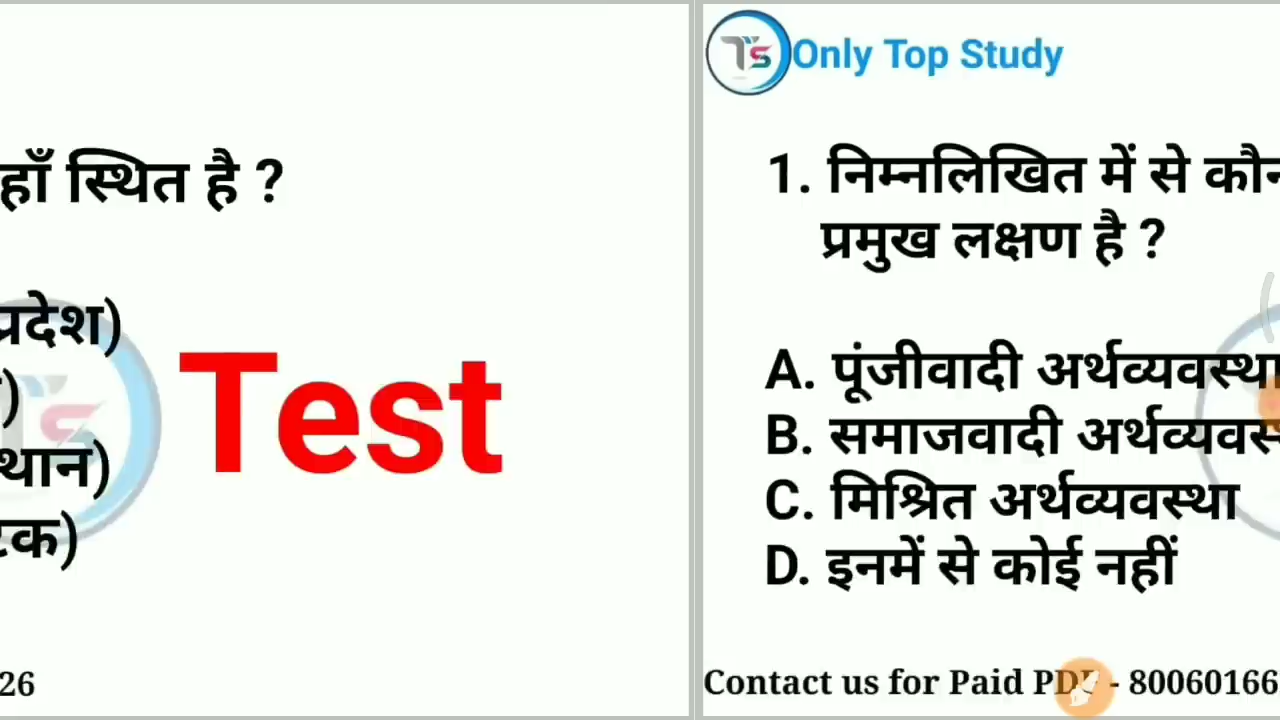 हाँ स्थित है ?
प्रदेश)
)
स्थान)
टक)
Test
26
TS Only Top Study
1. निम्नलिखित में से कौन
प्रमुख लक्षण है ?
A. पूंजीवादी अर्थव्यवस्था
B. समाजवादी अर्थव्यवस्
C. मिश्रित अर्थव्यवस्था
D. इनमें से कोई नहीं
Contact us for Paid PDF - 80060166